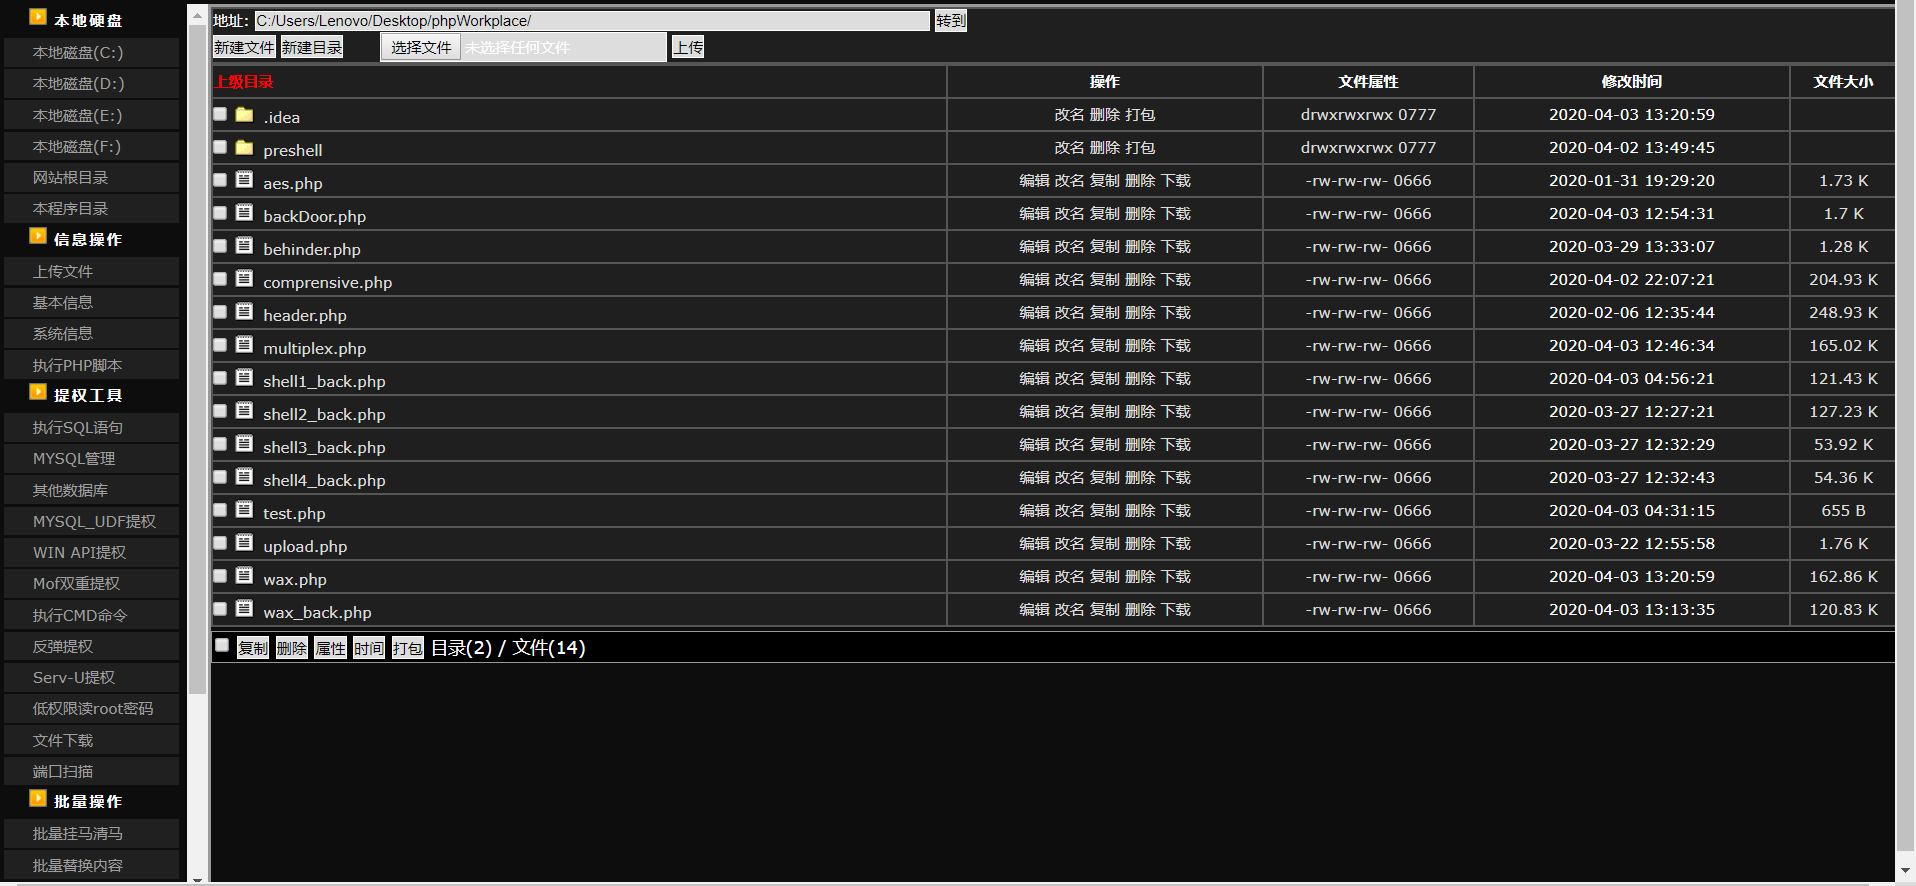 本地硬盘
本地磁盘(C:)
本地磁盘(D:)
本地磁盘(E:)
本地磁盘(F:)
网站根目录
本程序目录
信息操作
上传文件
基本信息
系统信息
执行PHP脚本
提权工具
执行SQL语句
MYSQL管理
其他数据库
MYSQL_UDF提权
WIN API提权
Mof双重提权
执行CMD命令
反弹提权
Serv-U提权
低权限读root密码
文件下载
端口扫描
批量操作
批量挂马清马
批量替换内容
地址: C:/Users/Lenovo/Desktop/phpWorkplace/ 转到
新建文件 新建目录 选择文件 未选择任何文件 上传
上级目录 操作 文件属性 修改时间 文件大小
.idea 改名 删除 打包 drwxrwxrwx 0777 2020-04-03 13:20:59
preshell 改名 删除 打包 drwxrwxrwx 0777 2020-04-02 13:49:45
aes.php 编辑 改名 复制 删除 下载 -rw-rw-rw- 0666 2020-01-31 19:29:20 1.73 K
backDoor.php 编辑 改名 复制 删除 下载 -rw-rw-rw- 0666 2020-04-03 12:54:31 1.7 K
behinder.php 编辑 改名 复制 删除 下载 -rw-rw-rw- 0666 2020-03-29 13:33:07 1.28 K
comprensive.php 编辑 改名 复制 删除 下载 -rw-rw-rw- 0666 2020-04-02 22:07:21 204.93 K
header.php 编辑 改名 复制 删除 下载 -rw-rw-rw- 0666 2020-02-06 12:35:44 248.93 K
multiplex.php 编辑 改名 复制 删除 下载 -rw-rw-rw- 0666 2020-04-03 12:46:34 165.02 K
shell1_back.php 编辑 改名 复制 删除 下载 -rw-rw-rw- 0666 2020-04-03 04:56:21 121.43 K
shell2_back.php 编辑 改名 复制 删除 下载 -rw-rw-rw- 0666 2020-03-27 12:27:21 127.23 K
shell3_back.php 编辑 改名 复制 删除 下载 -rw-rw-rw- 0666 2020-03-27 12:32:29 53.92 K
shell4_back.php 编辑 改名 复制 删除 下载 -rw-rw-rw- 0666 2020-03-27 12:32:43 54.36 K
test.php 编辑 改名 复制 删除 下载 -rw-rw-rw- 0666 2020-04-03 04:31:15 655 B
upload.php 编辑 改名 复制 删除 下载 -rw-rw-rw- 0666 2020-03-22 12:55:58 1.76 K
wax.php 编辑 改名 复制 删除 下载 -rw-rw-rw- 0666 2020-04-03 13:20:59 162.86 K
wax_back.php 编辑 改名 复制 删除 下载 -rw-rw-rw- 0666 2020-04-03 13:13:35 120.83 K
复制 删除 属性 时间 打包 目录(2) / 文件(14)